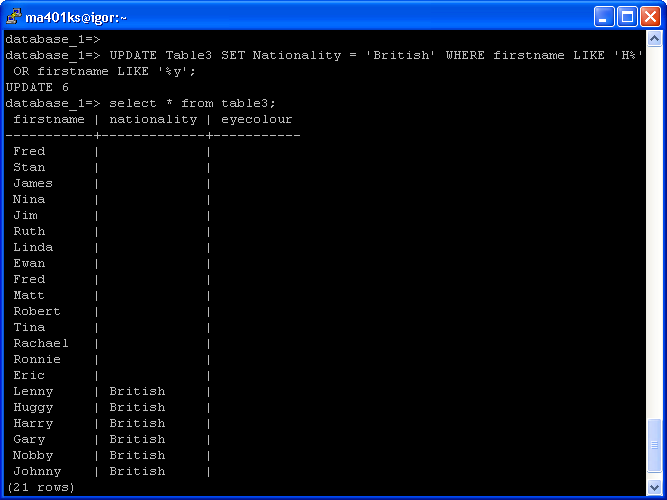 ma401ks@igor:~
database_1=>
database_1=> UPDATE Table3 SET Nationality = 'British' WHERE firstname LIKE 'H%'
 OR firstname LIKE '%y';
UPDATE 6
database_1=> select * from table3;
 firstname | nationality | eyecolour
-----------+-------------+-----------
 Fred      |             |
 Stan      |             |
 James     |             |
 Nina      |             |
 Jim       |             |
 Ruth      |             |
 Linda     |             |
 Ewan      |             |
 Fred      |             |
 Matt      |             |
 Robert    |             |
 Tina      |             |
 Rachael   |             |
 Ronnie    |             |
 Eric      |             |
 Lenny     | British     |
 Huggy     | British     |
 Harry     | British     |
 Gary      | British     |
 Nobby     | British     |
 Johnny    | British     |
(21 rows)